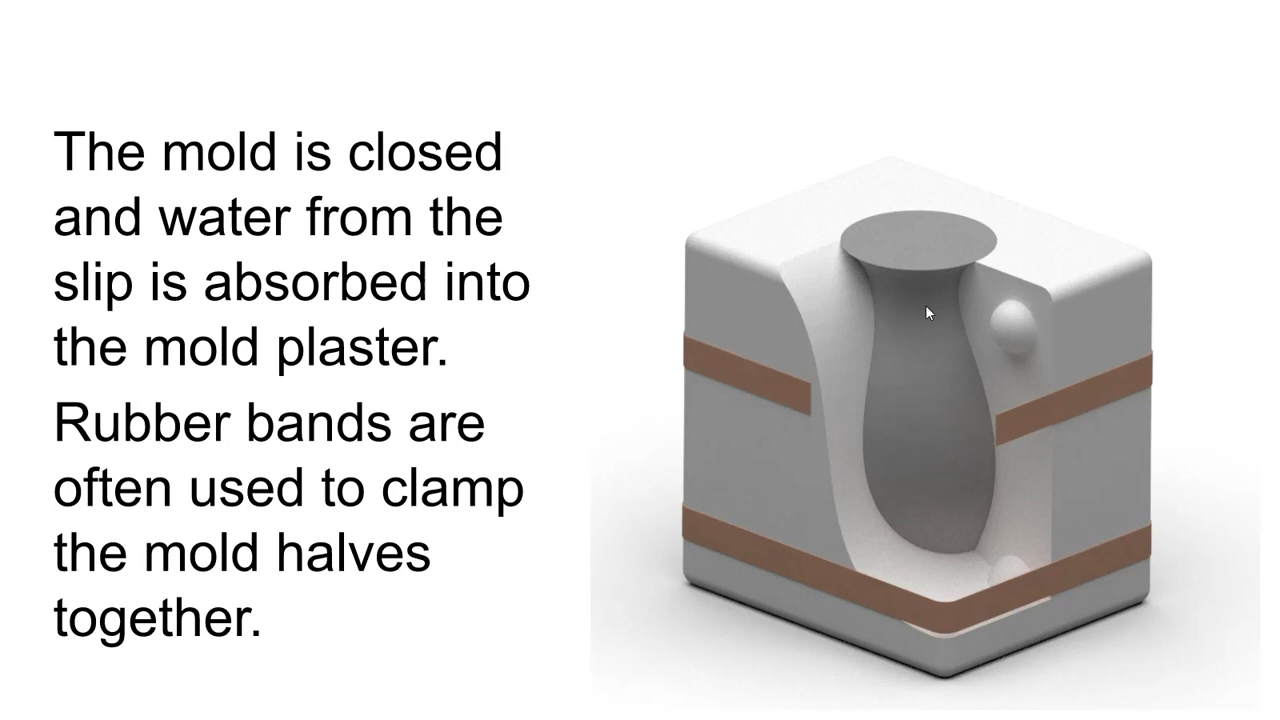 The mold is closed
and water from the
slip is absorbed into
the mold plaster.
Rubber bands are
often used to clamp
the mold halves
together.